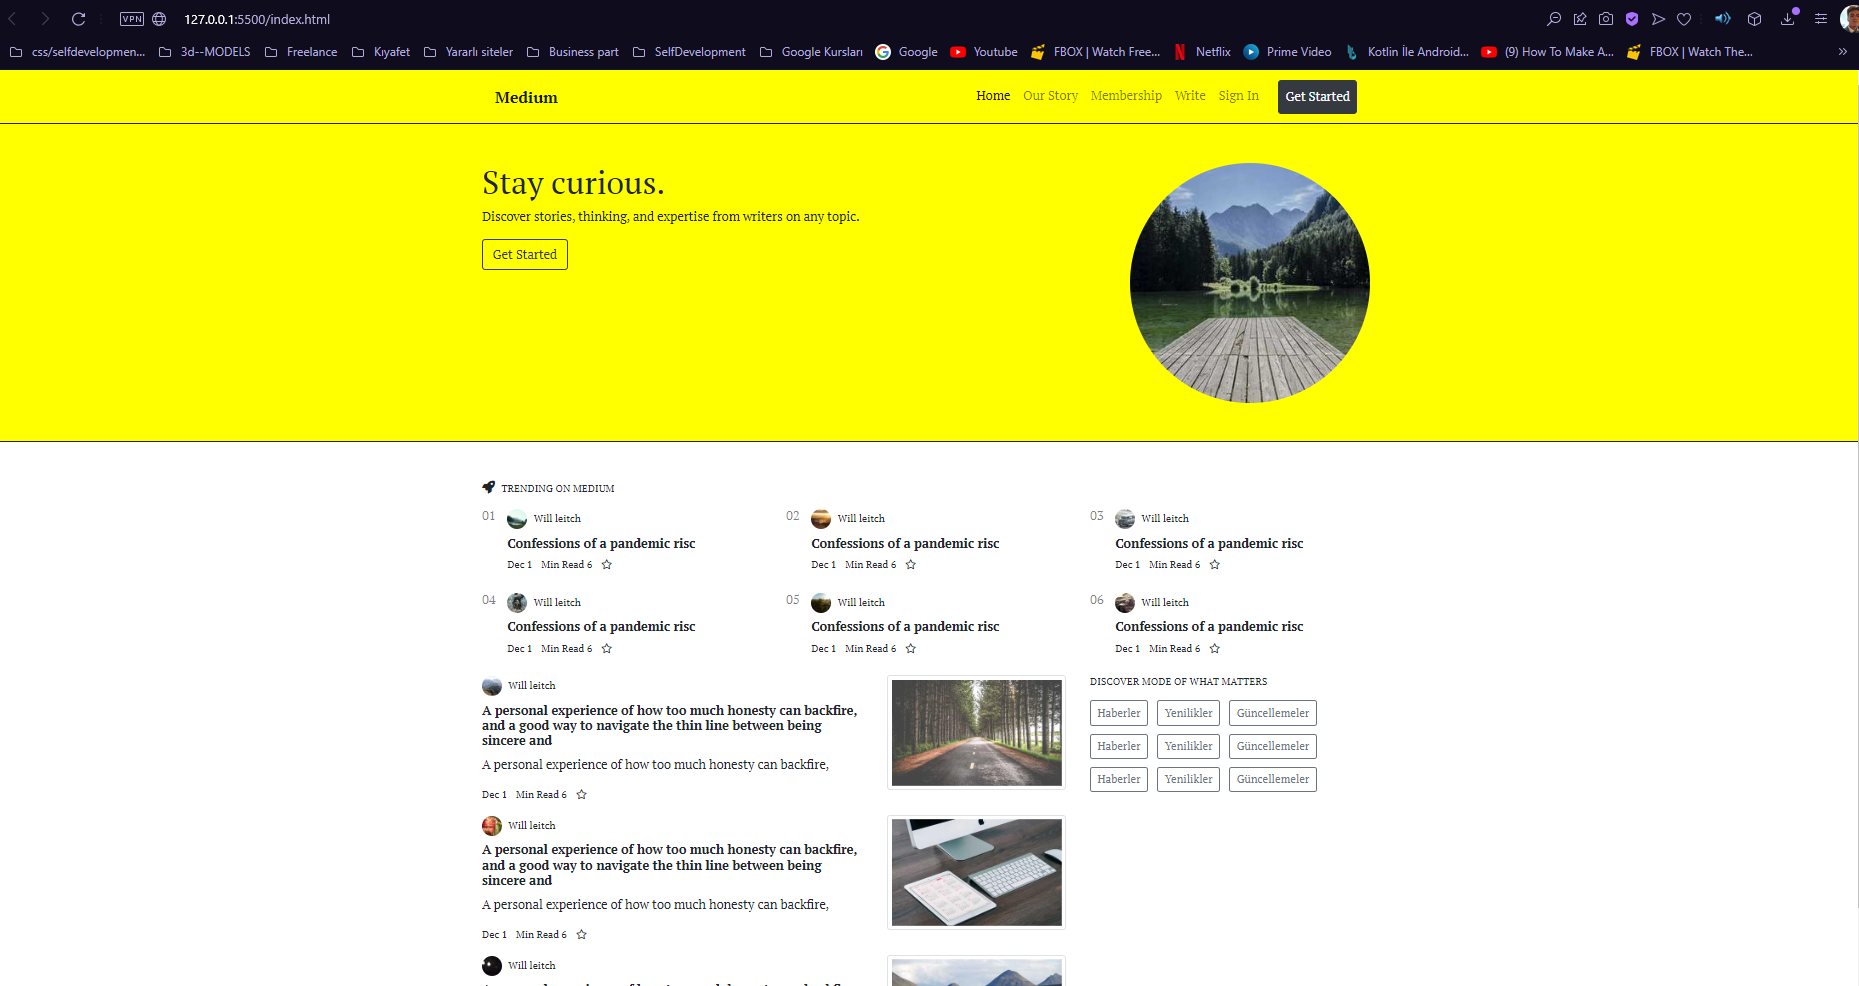 VPN 127.0.0.1:5500/index.html
css/selfdevelopmen... 3d--MODELS Freelance Kıyafet Yararlı siteler Business part SelfDevelopment Google Kursları Google Youtube FBOX | Watch Free... Netflix Prime Video Kotlin İle Android... (9) How To Make A... FBOX | Watch The... »
Medium Home Our Story Membership Write Sign In Get Started
Stay curious.
Discover stories, thinking, and expertise from writers on any topic.
Get Started
TRENDING ON MEDIUM
01 Will leitch 02 Will leitch 03 Will leitch
Confessions of a pandemic risc Confessions of a pandemic risc Confessions of a pandemic risc
Dec 1 Min Read 6 Dec 1 Min Read 6 Dec 1 Min Read 6
04 Will leitch 05 Will leitch 06 Will leitch
Confessions of a pandemic risc Confessions of a pandemic risc Confessions of a pandemic risc
Dec 1 Min Read 6 Dec 1 Min Read 6 Dec 1 Min Read 6
Will leitch
A personal experience of how too much honesty can backfire,
and a good way to navigate the thin line between being
sincere and
A personal experience of how too much honesty can backfire,
Dec 1 Min Read 6
DISCOVER MODE OF WHAT MATTERS
Haberler Yenilikler Güncellemeler
Haberler Yenilikler Güncellemeler
Haberler Yenilikler Güncellemeler
Will leitch
A personal experience of how too much honesty can backfire,
and a good way to navigate the thin line between being
sincere and
A personal experience of how too much honesty can backfire,
Dec 1 Min Read 6
Will leitch